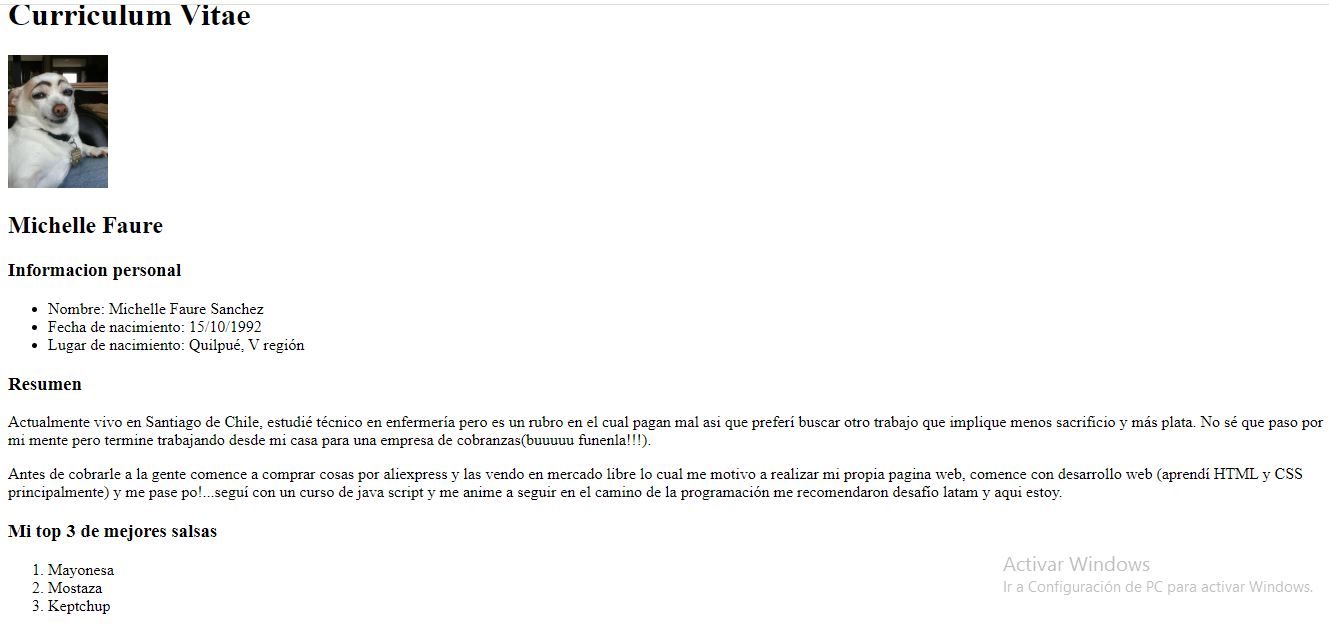 Curriculum Vitae
Michelle Faure
Informacion personal
Nombre: Michelle Faure Sanchez
Fecha de nacimiento: 15/10/1992
Lugar de nacimiento: Quilpué, V región
Resumen
Actualmente vivo en Santiago de Chile, estudié técnico en enfermería pero es un rubro en el cual pagan mal asi que preferí buscar otro trabajo que implique menos sacrificio y más plata. No sé que paso por
mi mente pero termine trabajando desde mi casa para una empresa de cobranzas(buuuuu funenla!!!).
Antes de cobrarle a la gente comence a comprar cosas por aliexpress y las vendo en mercado libre lo cual me motivo a realizar mi propia pagina web, comence con desarrollo web (aprendí HTML y CSS
principalmente) y me pase po!...seguí con un curso de java script y me anime a seguir en el camino de la programación me recomendaron desafío latam y aqui estoy.
Mi top 3 de mejores salsas
1. Mayonesa
2. Mostaza
3. Keptchup
Activar Windows
Ir a Configuración de PC para activar Windows.